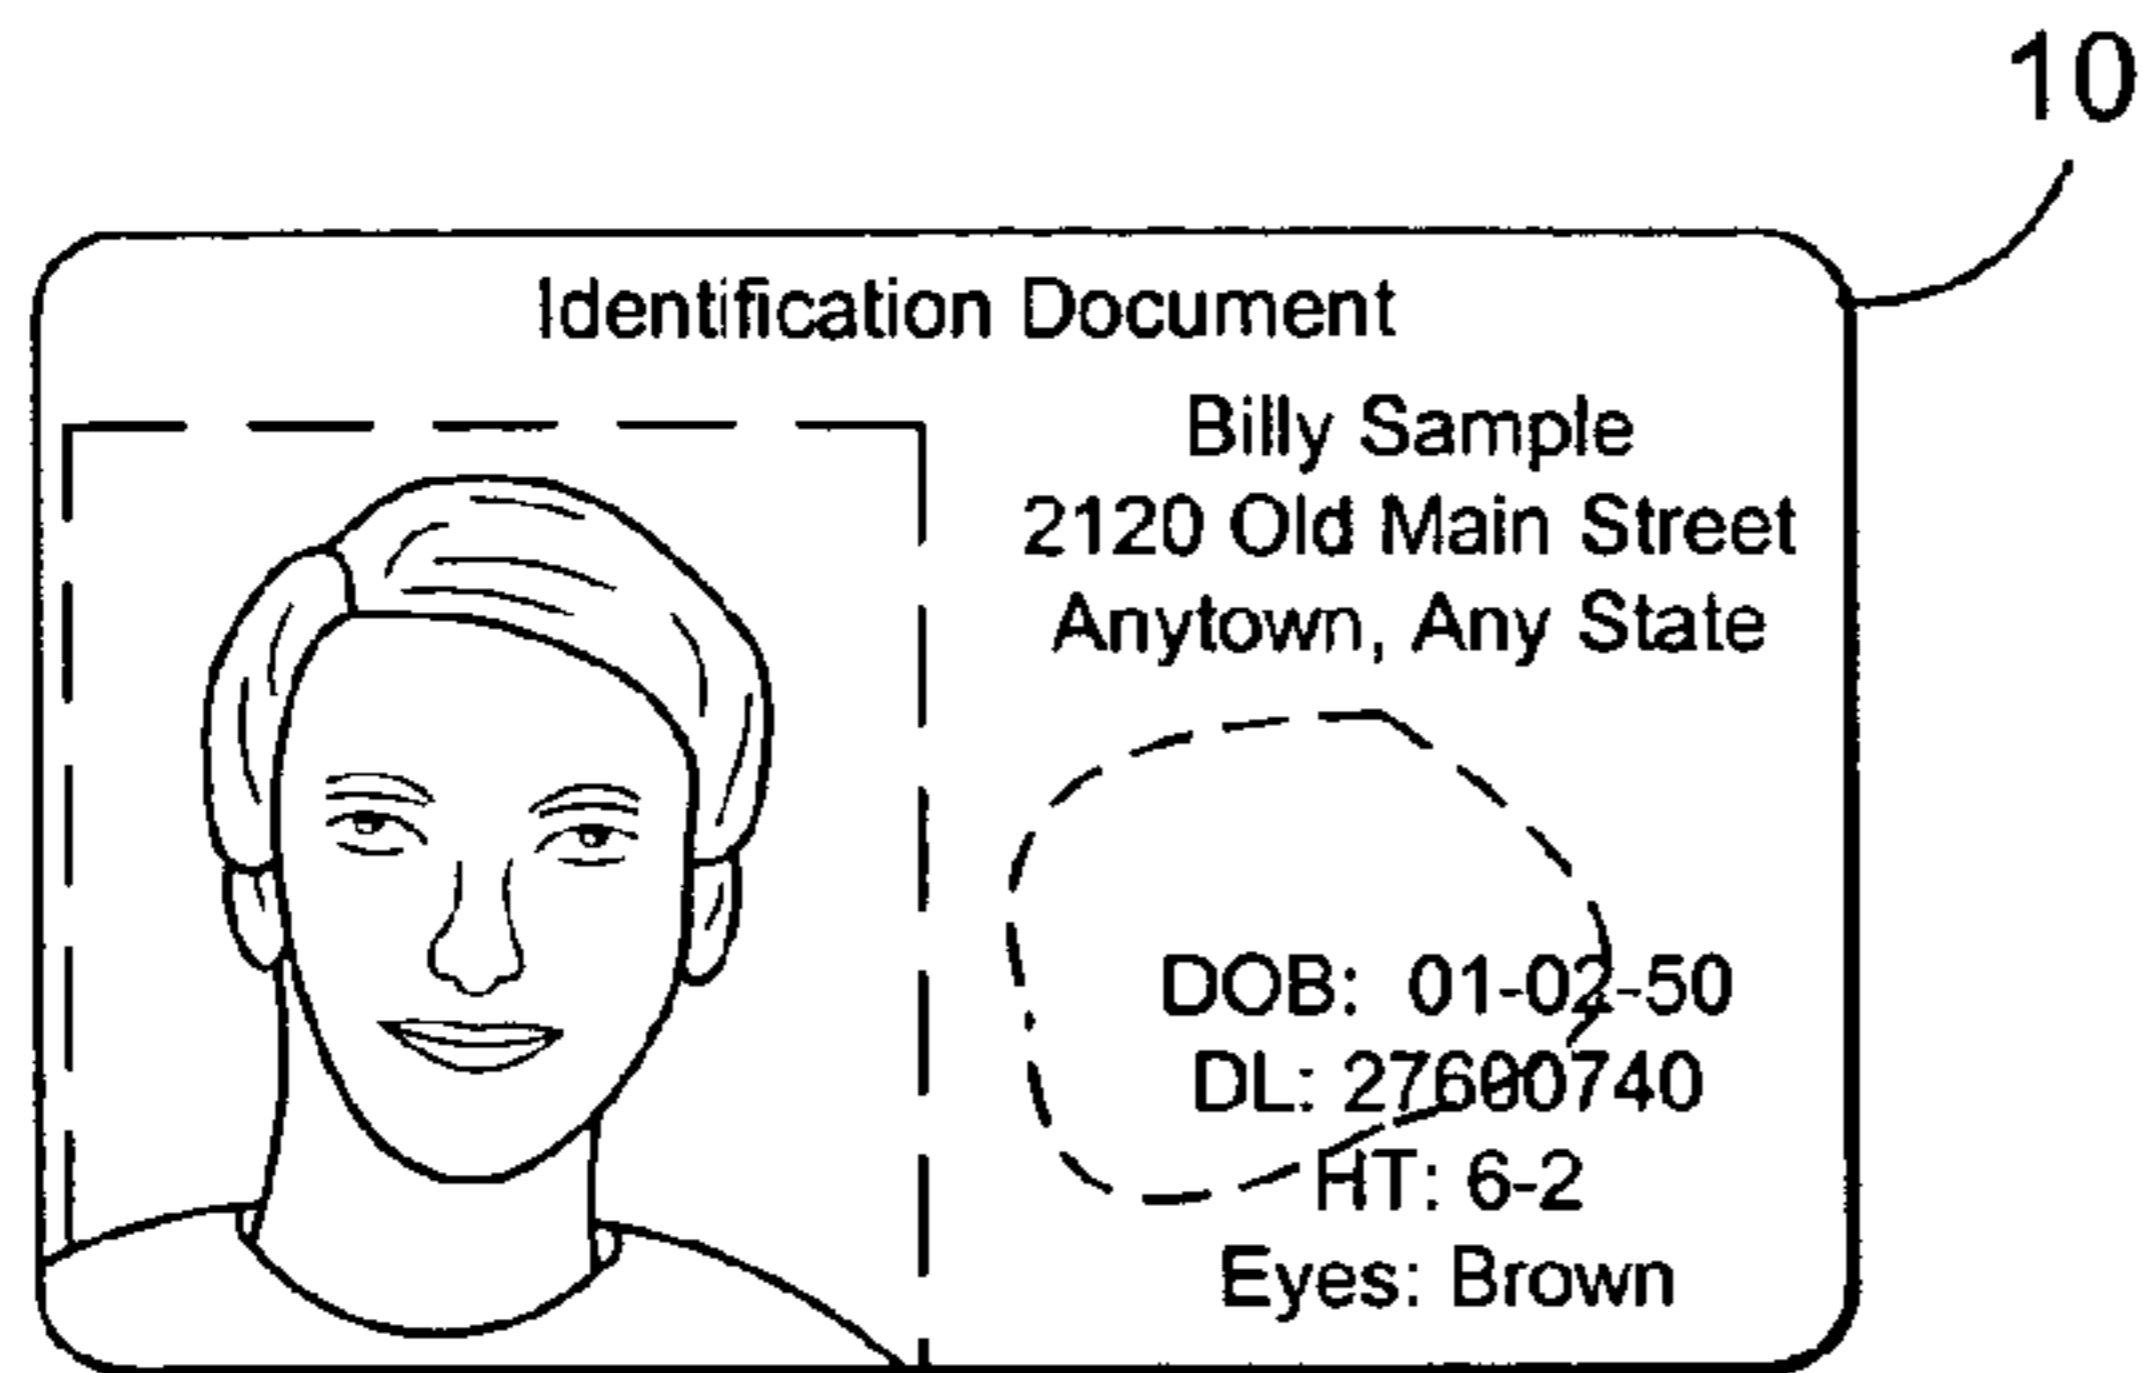 10
Identification Document
Billy Sample
2120 Old Main Street
Anytown, Any State
DOB: 01-02-50
DL: 27600740
HT: 6-2
Eyes: Brown